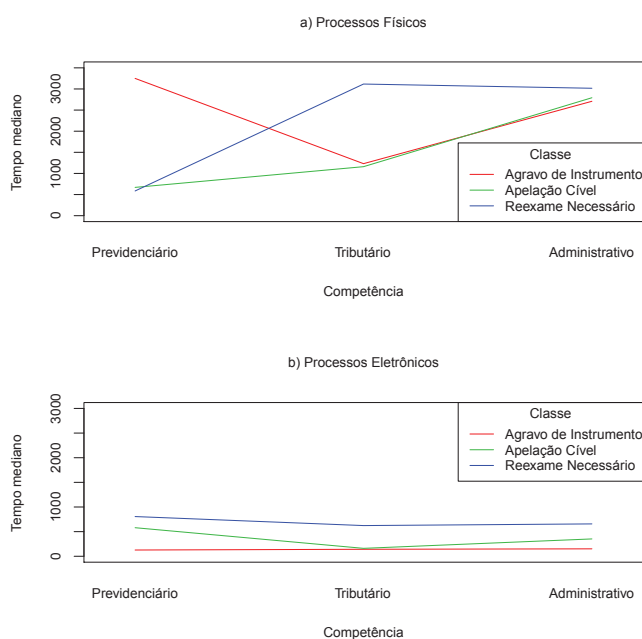 a) Processos Físicos
Tempo mediano
3000
2000
1000
0
Classe
Agravo de Instrumento
Apelação Cível
Reexame Necessário
Previdenciário Tributário Administrativo
Competência
b) Processos Eletrônicos
Tempo mediano
3000
2000
1000
0
Classe
Agravo de Instrumento
Apelação Cível
Reexame Necessário
Previdenciário Tributário Administrativo
Competência